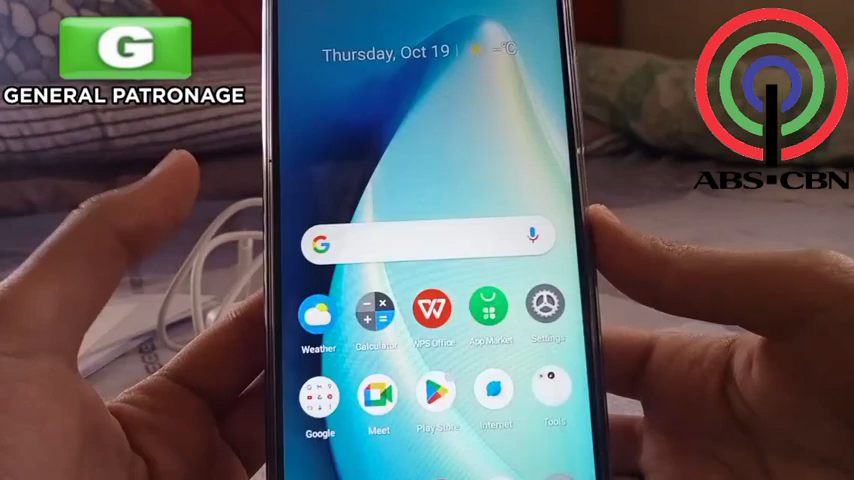 G
GENERAL PATRONAGE
ABS-CBN
Thursday, Oct 19 | –°C
G
Weather
Calculator
WPS Office
App Market
Settings
Google
Meet
Play Store
Internet
Tools